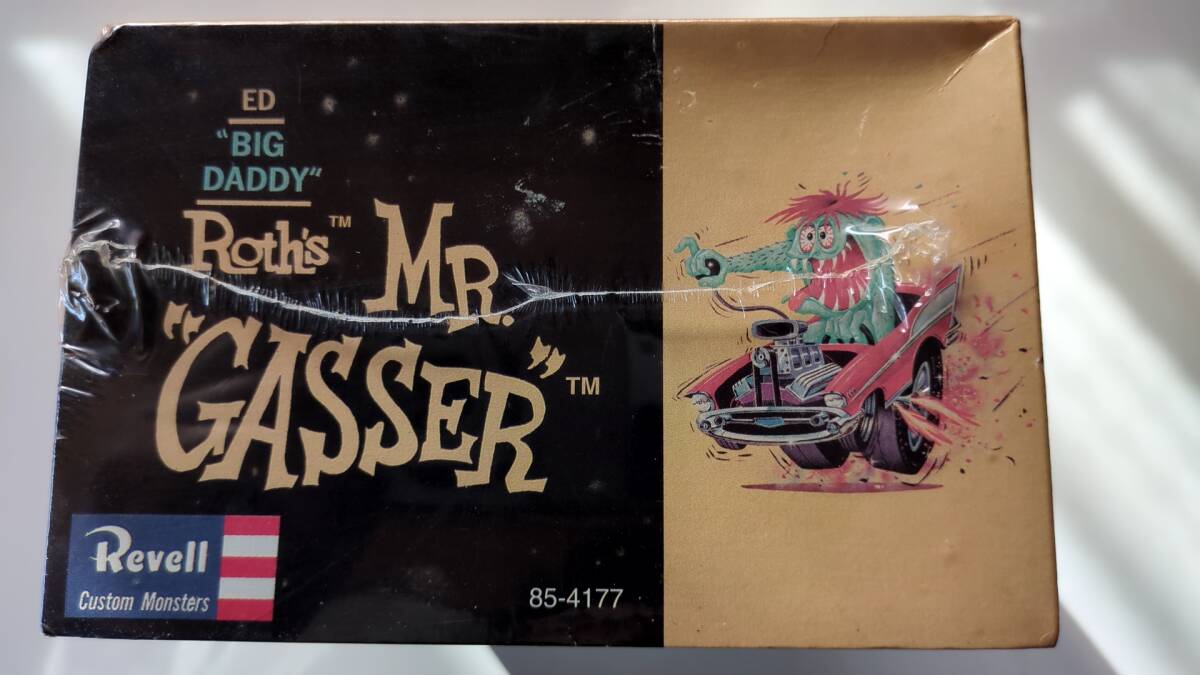 ED
"BIG
DADDY"
Roth's™
MR.
"GASSER"™
Revell
Custom Monsters
85-4177